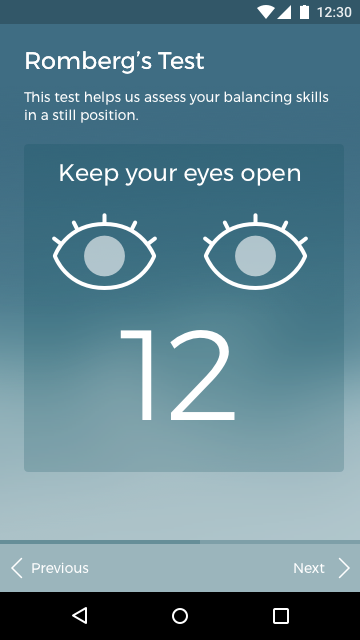 12:30
Romberg’s Test
This test helps us assess your balancing skills
in a still position.
Keep your eyes open
12
Previous
Next